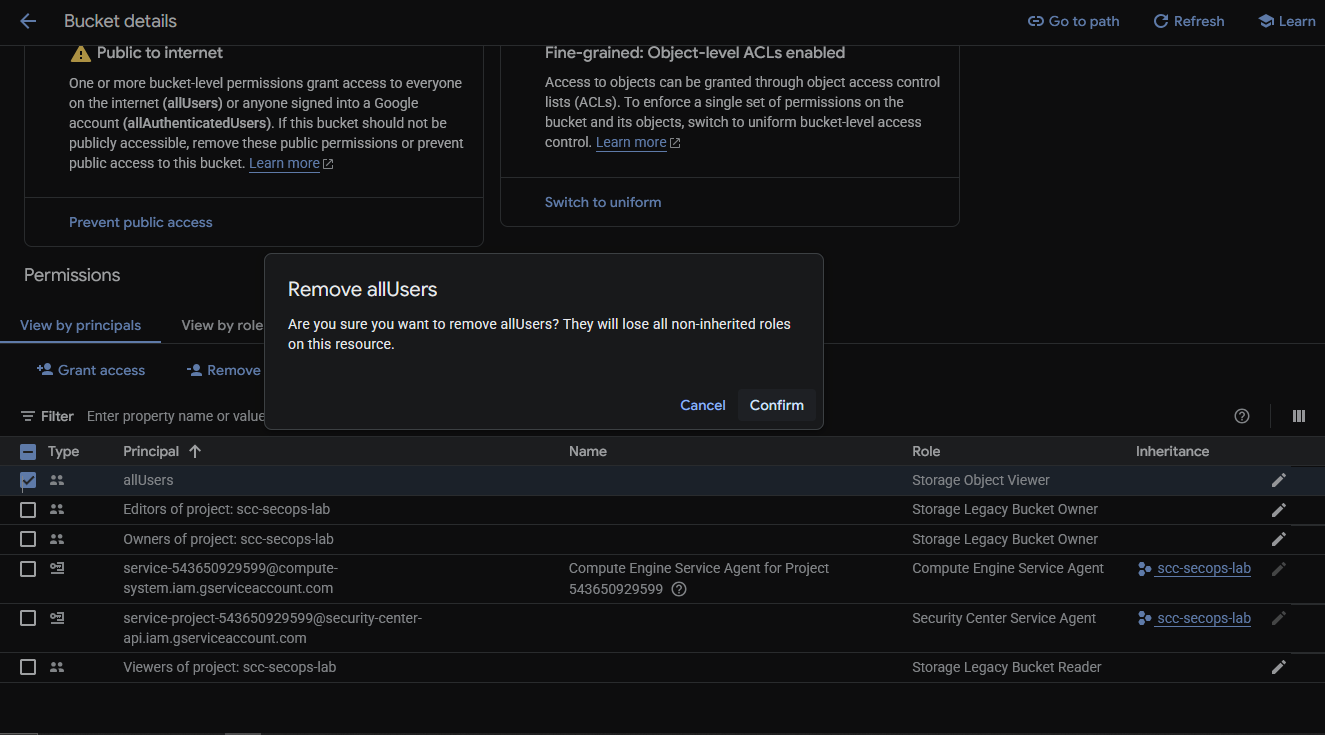 Bucket details
Go to path
Refresh
Learn
Public to internet
One or more bucket-level permissions grant access to everyone
on the internet (allUsers) or anyone signed into a Google
account (allAuthenticatedUsers). If this bucket should not be
publicly accessible, remove these public permissions or prevent
public access to this bucket. Learn more
Prevent public access
Fine-grained: Object-level ACLs enabled
Access to objects can be granted through object access control
lists (ACLs). To enforce a single set of permissions on the
bucket and its objects, switch to uniform bucket-level access
control. Learn more
Switch to uniform
Permissions
Remove allUsers
Are you sure you want to remove allUsers? They will lose all non-inherited roles
on this resource.
Cancel
Confirm
View by principals
View by role
Grant access
Remove
Filter
Enter property name or value
Type
Principal
Name
Role
Inheritance
allUsers
Storage Object Viewer
Editors of project: scc-secops-lab
Storage Legacy Bucket Owner
Owners of project: scc-secops-lab
Storage Legacy Bucket Owner
service-543650929599@compute-
system.iam.gserviceaccount.com
Compute Engine Service Agent for Project
543650929599
Compute Engine Service Agent
scc-secops-lab
service-project-543650929599@security-center-
api.iam.gserviceaccount.com
Security Center Service Agent
scc-secops-lab
Viewers of project: scc-secops-lab
Storage Legacy Bucket Reader